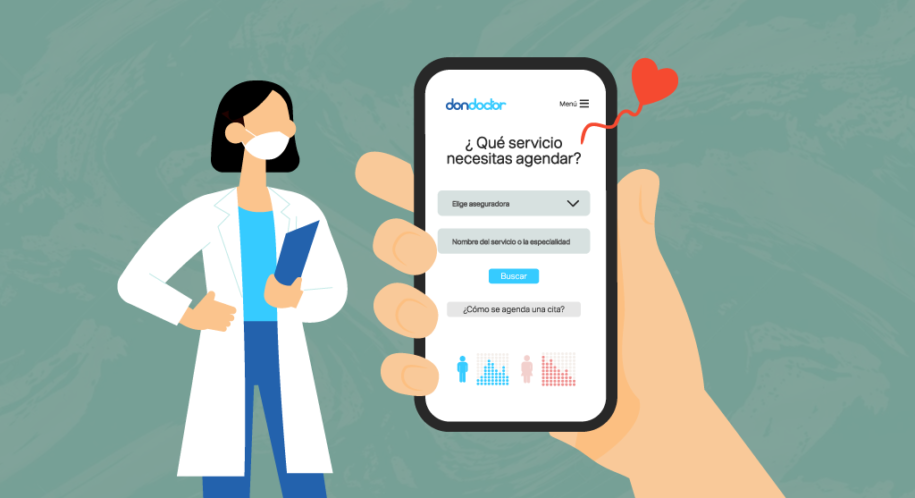 dondoctor
Menú
¿ Qué servicio
necesitas agendar?
Elige aseguradora
Nombre del servicio o la especialidad
Buscar
¿Cómo se agenda una cita?